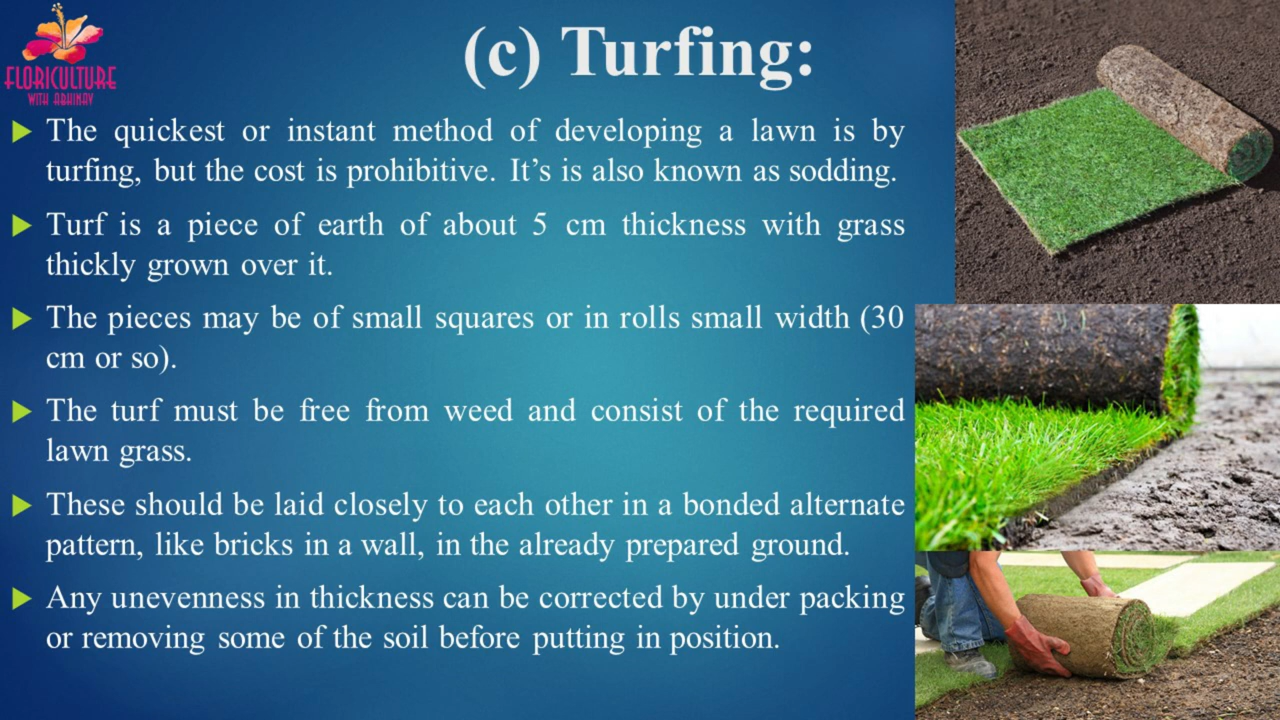 FLORICULTURE
WITH ABHINAV
(c) Turfing:
The quickest or instant method of developing a lawn is by
turfing, but the cost is prohibitive. It’s is also known as sodding.
Turf is a piece of earth of about 5 cm thickness with grass
thickly grown over it.
The pieces may be of small squares or in rolls small width (30
cm or so).
The turf must be free from weed and consist of the required
lawn grass.
These should be laid closely to each other in a bonded alternate
pattern, like bricks in a wall, in the already prepared ground.
Any unevenness in thickness can be corrected by under packing
or removing some of the soil before putting in position.